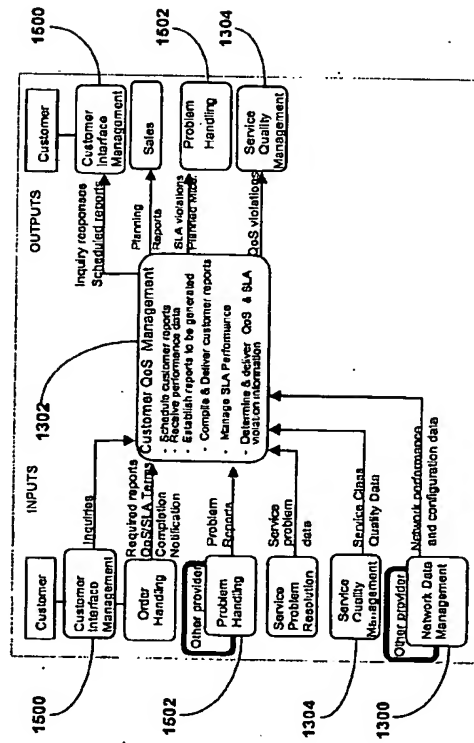 INPUTS
OUTPUTS
Customer
1500
Customer
Interface
Management
Inquiries
Order
Handling
Required reports
QoS/SLA Terms
Completion
Notification
Other provider
1502
Problem
Handling
Problem
Reports
Service
Problem
Resolution
Service
problem
data
1304
Service
Quality
Management
Service Class
Quality Data
Other provider
1300
Network Data
Management
Network performance
and configuration data
1302
Customer QoS Management
• Schedule customer reports
• Receive performance data
• Establish reports to be generated
• Compile & Deliver customer reports
• Manage SLA Performance
• Determine & deliver QoS & SLA
violation information
Inquiry responses
Scheduled reports
Planning
Reports
SLA violations
Planned
QoS violations
Customer
1500
Customer
Interface
Management
Sales
1502
Problem
Handling
1304
Service
Quality
Management